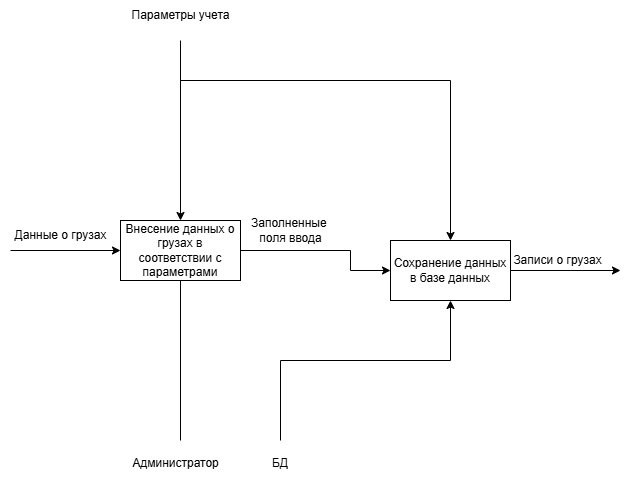 Параметры учета
Данные о грузах
Внесение данных о
грузах в
соответствии с
параметрами
Заполненные
поля ввода
Сохранение данных
в базе данных
Записи о грузах
Администратор
БД